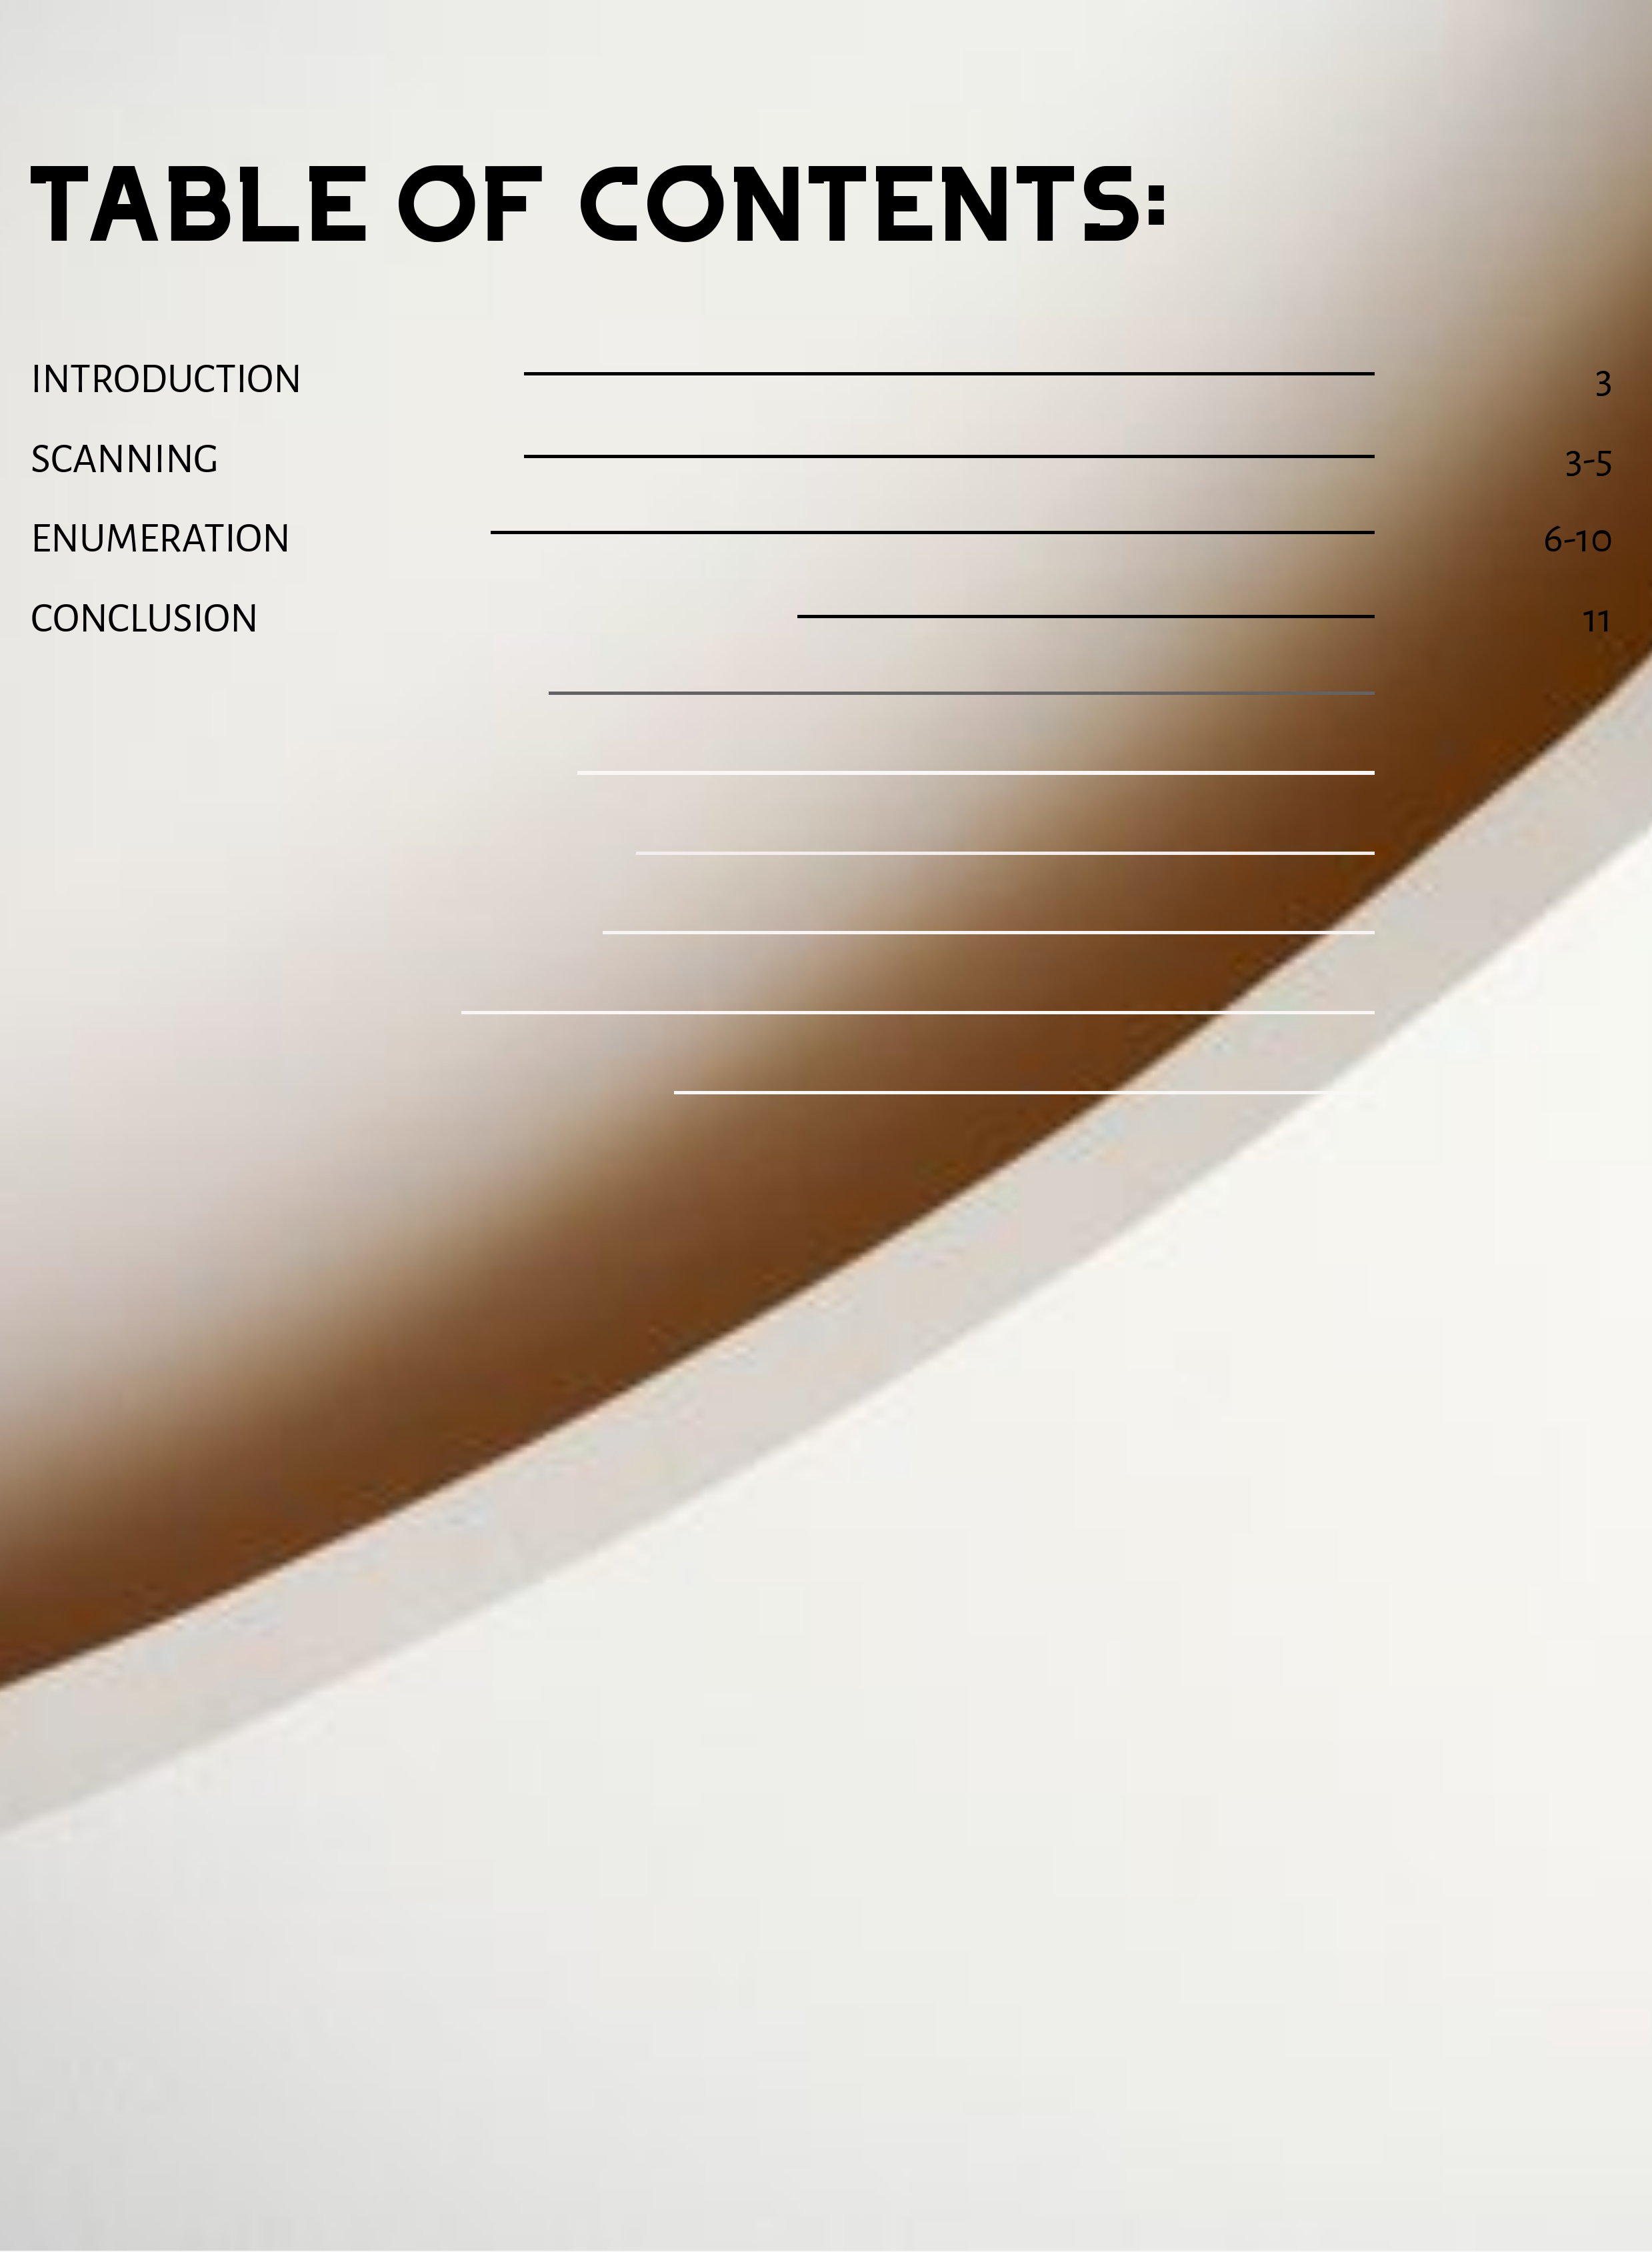 TABLE OF CONTENTS:
INTRODUCTION 3
SCANNING 3-5
ENUMERATION 6-10
CONCLUSION 11